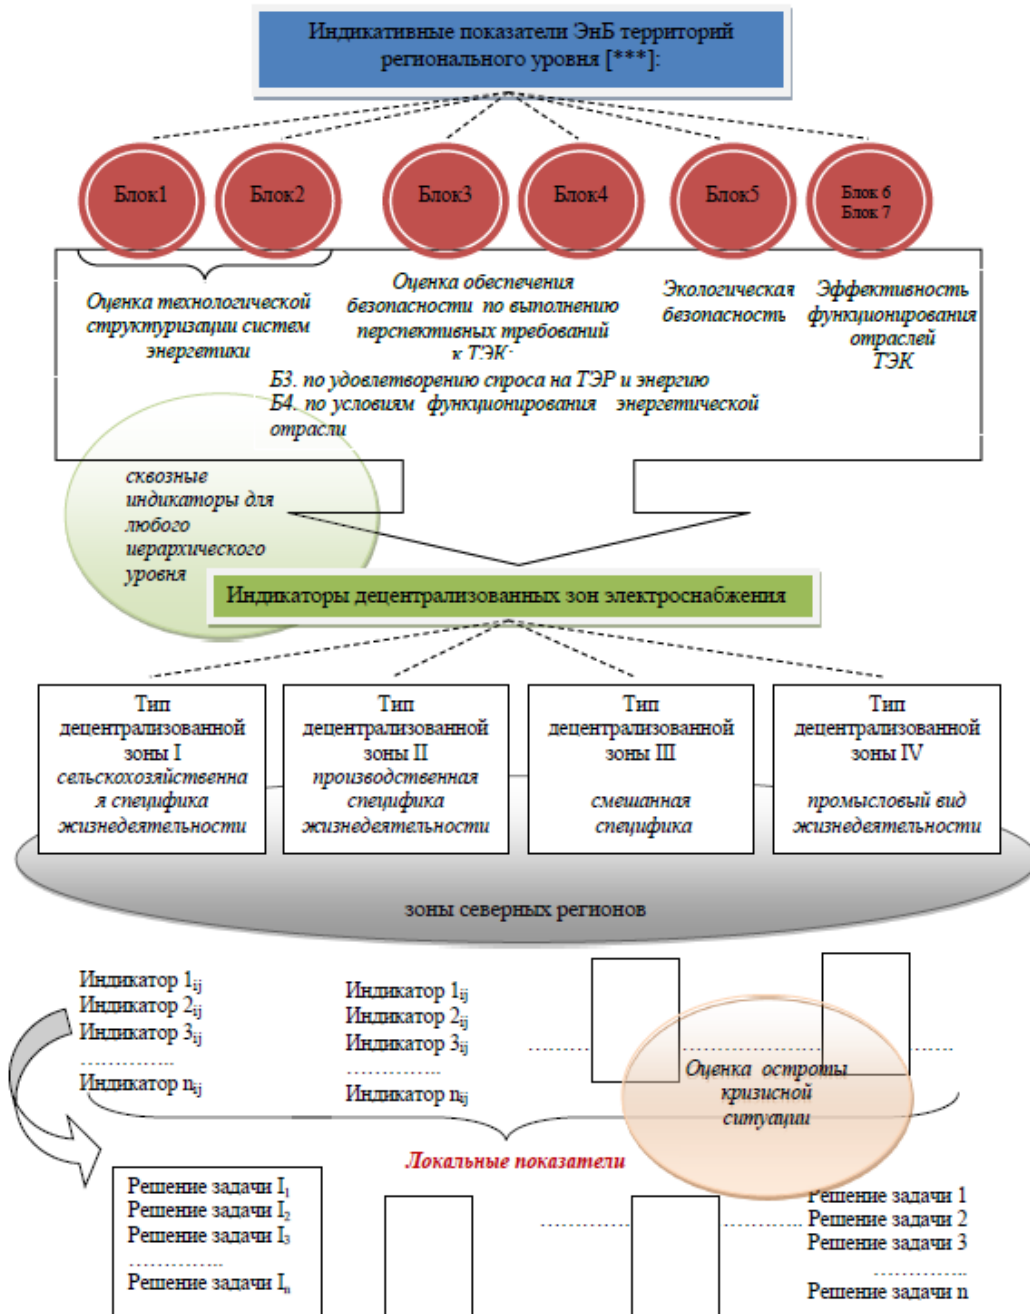 Индикативные показатели ЭнБ территорий
регионального уровня [***]:
Блок1
Блок2
Блок3
Блок4
Блок5
Блок 6
Блок 7
Оценка технологической
структуризации систем
энергетики
Оценка обеспечения
безопасности по выполнению
перспективных требований
к ТЭК:
Экологическая
безопасность
Эффективность
функционирования
отраслей
ТЭК
Б3. по удовлетворению спроса на ТЭР и энергию
Б4. по условиям функционирования энергетической
отрасли
сквозные
индикаторы для
любого
иерархического
уровня
Индикаторы децентрализованных зон электроснабжения
Тип
децентрализованной
зоны I
сельскохозяйственна
я специфика
жизнедеятельности
Тип
децентрализованной
зоны II
производственная
специфика
жизнедеятельности
Тип
децентрализованной
зоны III
смешанная
специфика
Тип
децентрализованной
зоны IV
промысловый вид
жизнедеятельности
зоны северных регионов
Индикатор 1ij
Индикатор 2ij
Индикатор 3ij
...............
Индикатор nij
Индикатор 1ij
Индикатор 2ij
Индикатор 3ij
...............
Индикатор nij
Оценка остроты
кризисной
ситуации
Локальные показатели
Решение задачи I1
Решение задачи I2
Решение задачи I3
...............
Решение задачи In
Решение задачи 1
Решение задачи 2
Решение задачи 3
...............
Решение задачи n